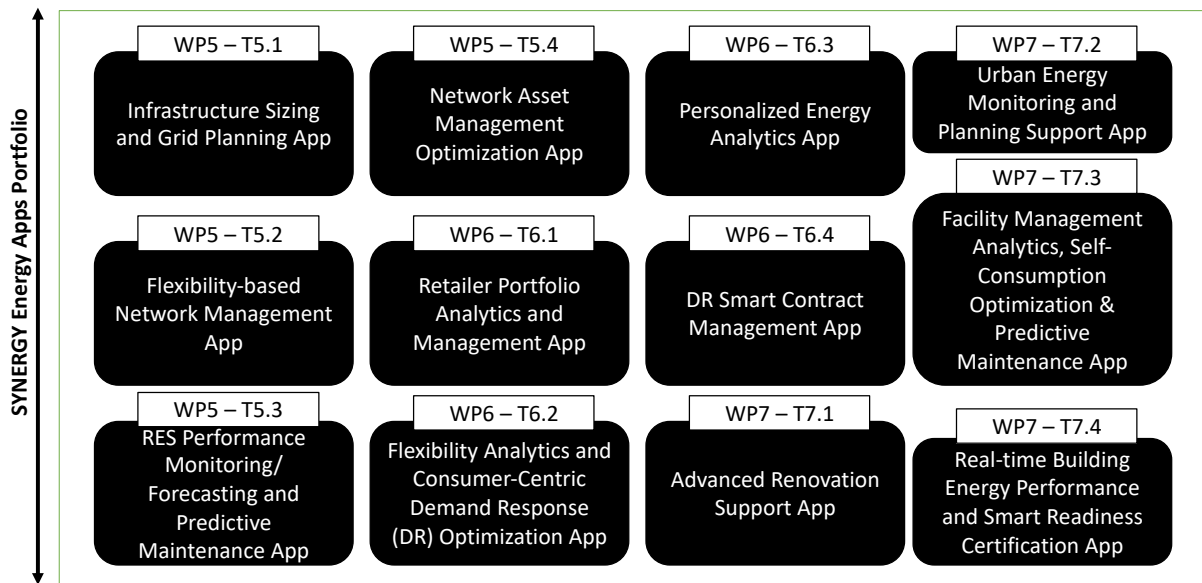 SYNERGY Energy Apps Portfolio
WP5 – T5.1
Infrastructure Sizing
and Grid Planning App
WP5 – T5.2
Flexibility-based
Network Management
App
WP5 – T5.3
RES Performance
Monitoring/
Forecasting and
Predictive
Maintenance App
WP5 – T5.4
Network Asset
Management
Optimization App
WP6 – T6.1
Retailer Portfolio
Analytics and
Management App
WP6 – T6.2
Flexibility Analytics and
Consumer-Centric
Demand Response
(DR) Optimization App
WP6 – T6.3
Personalized Energy
Analytics App
WP6 – T6.4
DR Smart Contract
Management App
WP7 – T7.1
Advanced Renovation
Support App
WP7 – T7.2
Urban Energy
Monitoring and
Planning Support App
WP7 – T7.3
Facility Management
Analytics, Self-
Consumption
Optimization &
Predictive
Maintenance App
WP7 – T7.4
Real-time Building
Energy Performance
and Smart Readiness
Certification App